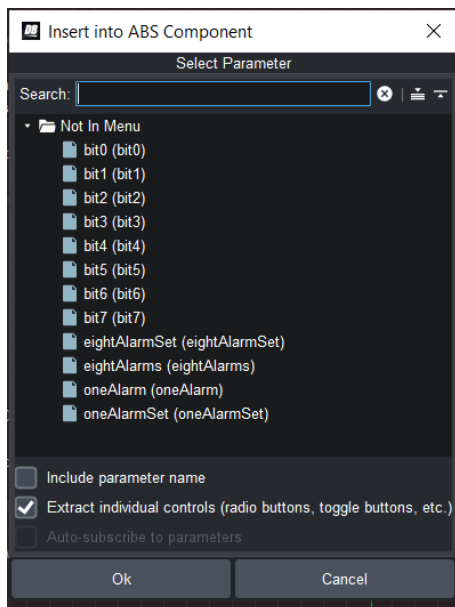 DB Insert into ABS Component
Select Parameter
Search:
Not In Menu
bit0 (bit0)
bit1 (bit1)
bit2 (bit2)
bit3 (bit3)
bit4 (bit4)
bit5 (bit5)
bit6 (bit6)
bit7 (bit7)
eightAlarmSet (eightAlarmSet)
eightAlarms (eightAlarms)
oneAlarm (oneAlarm)
oneAlarmSet (oneAlarmSet)
Include parameter name
Extract individual controls (radio buttons, toggle buttons, etc.)
Auto-subscribe to parameters
Ok Cancel